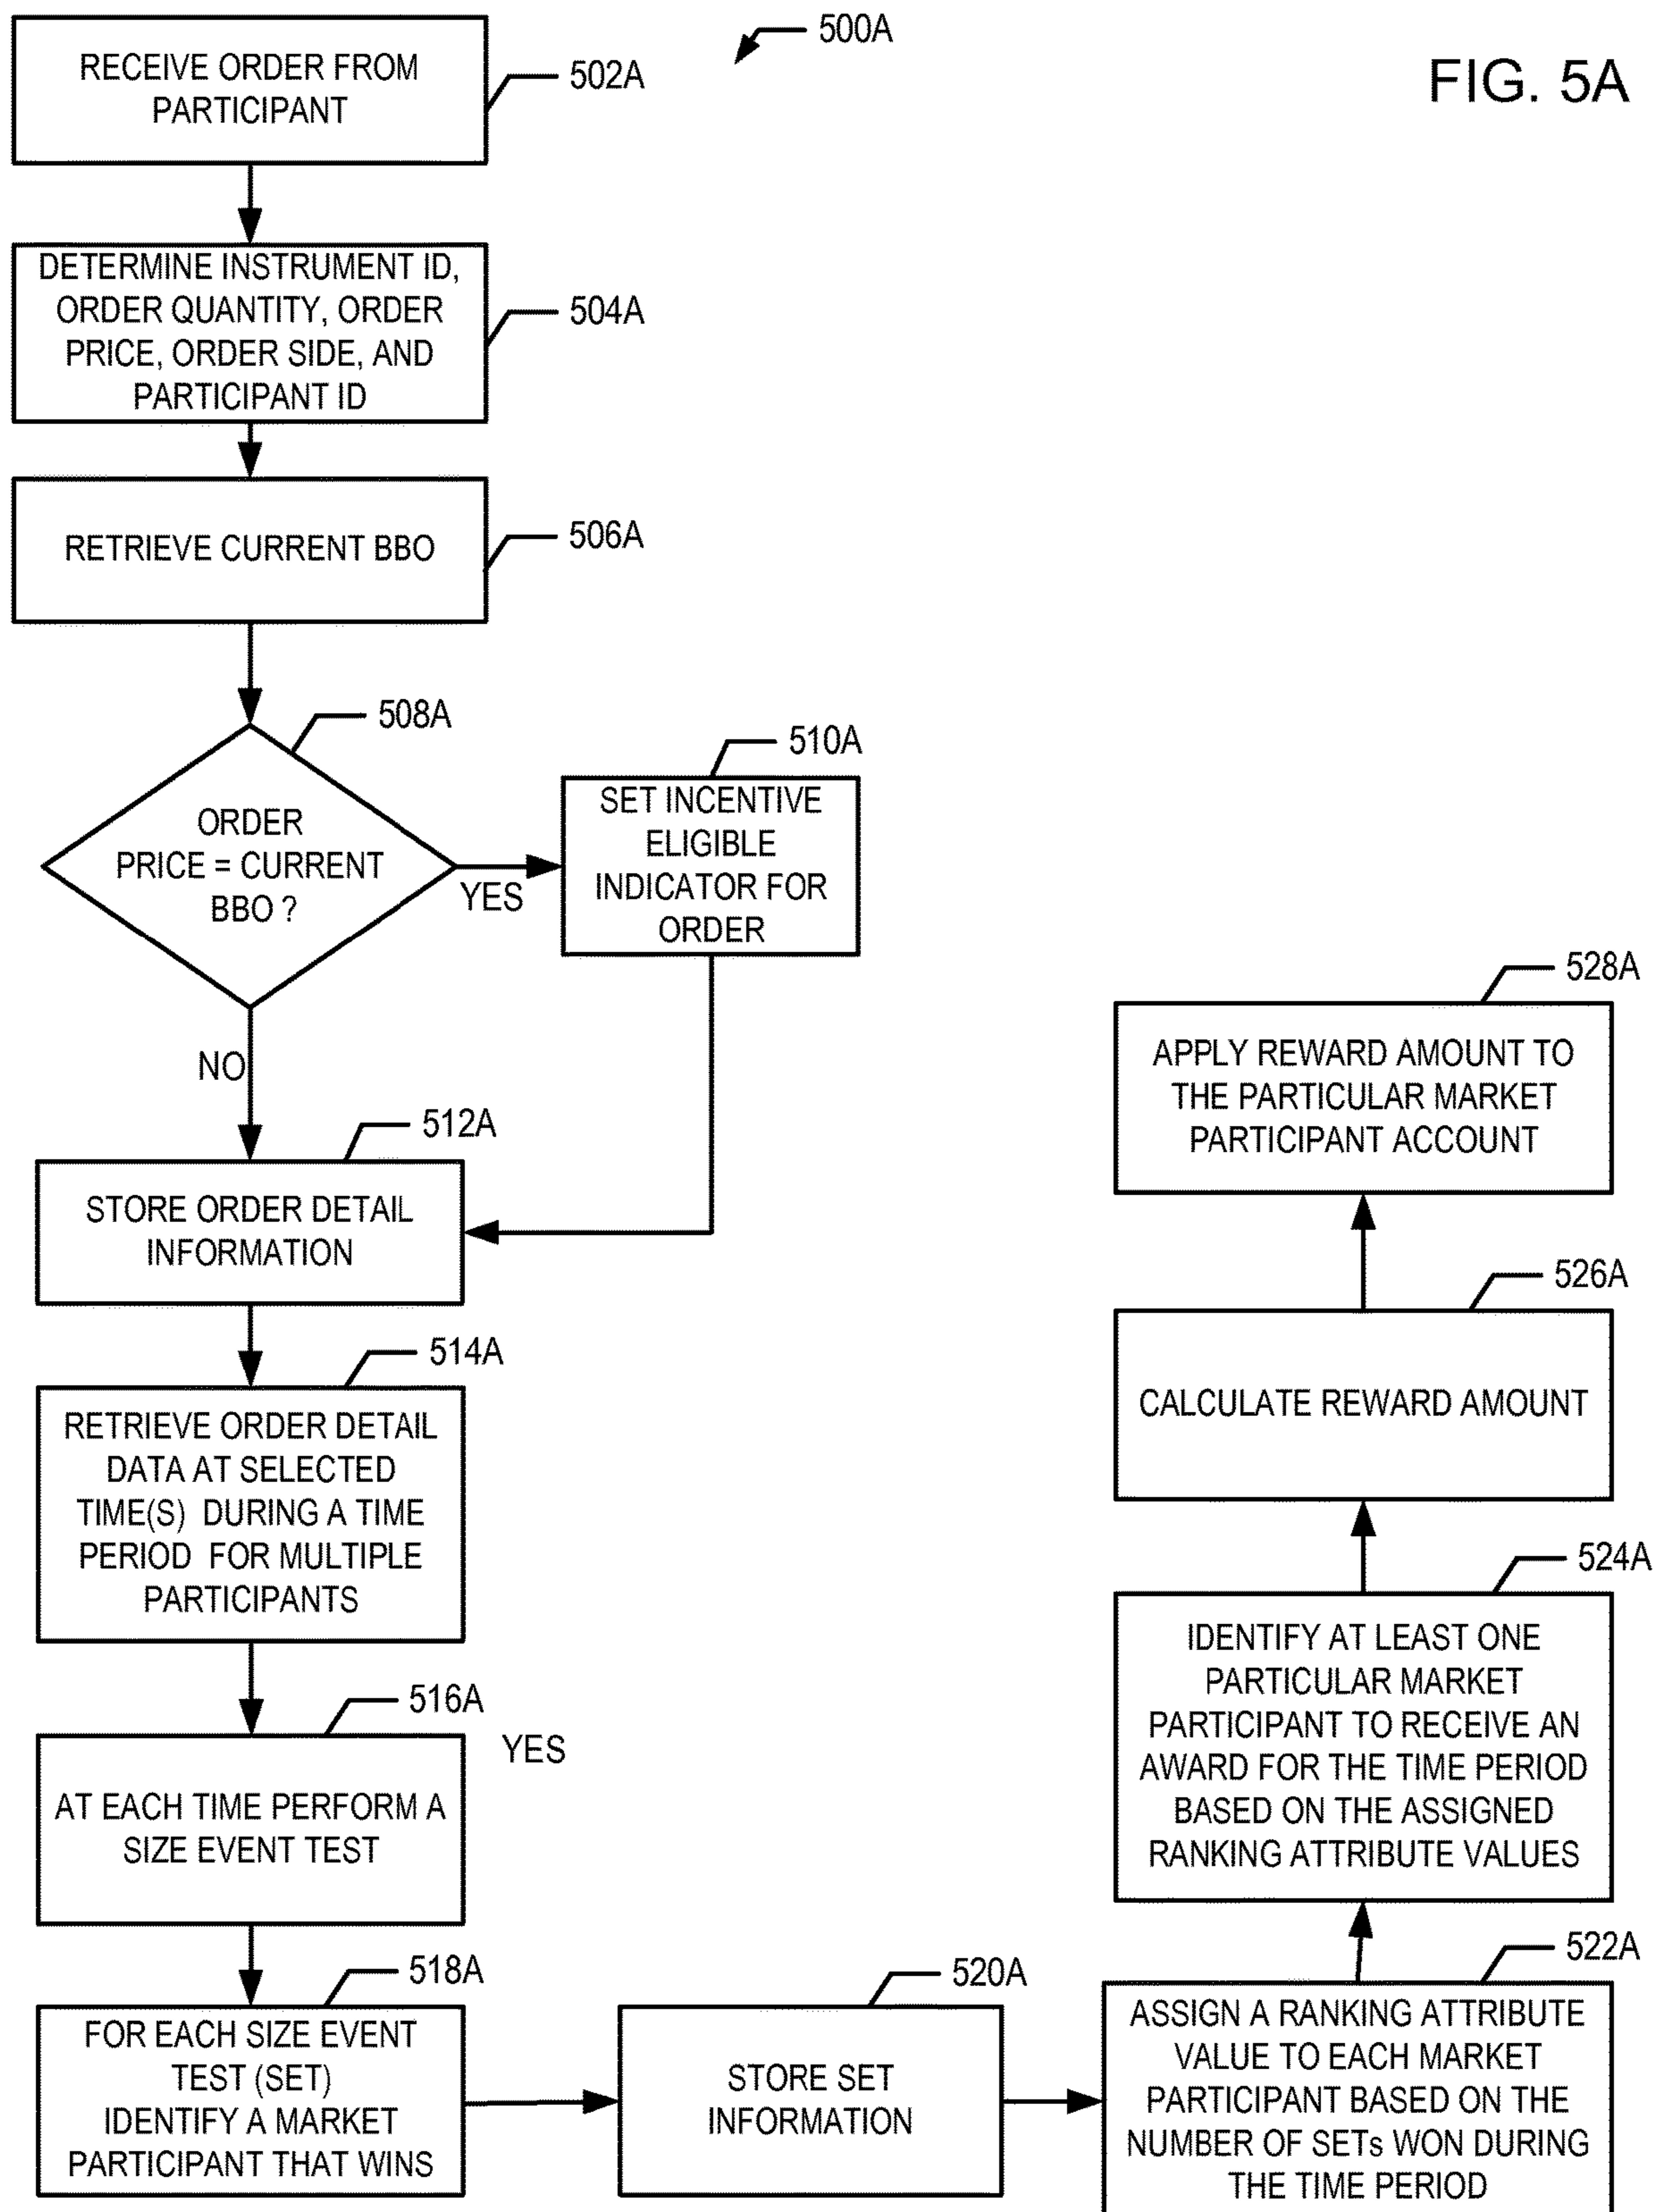 500A
FIG. 5A
RECEIVE ORDER FROM
PARTICIPANT
502A
DETERMINE INSTRUMENT ID,
ORDER QUANTITY, ORDER
PRICE, ORDER SIDE, AND
PARTICIPANT ID
504A
RETRIEVE CURRENT BBO
506A
508A
ORDER
PRICE = CURRENT
BBO ?
YES
NO
510A
SET INCENTIVE
ELIGIBLE
INDICATOR FOR
ORDER
512A
STORE ORDER DETAIL
INFORMATION
514A
RETRIEVE ORDER DETAIL
DATA AT SELECTED
TIME(S) DURING A TIME
PERIOD FOR MULTIPLE
PARTICIPANTS
516A
YES
AT EACH TIME PERFORM A
SIZE EVENT TEST
518A
FOR EACH SIZE EVENT
TEST (SET)
IDENTIFY A MARKET
PARTICIPANT THAT WINS
520A
STORE SET
INFORMATION
522A
ASSIGN A RANKING ATTRIBUTE
VALUE TO EACH MARKET
PARTICIPANT BASED ON THE
NUMBER OF SETs WON DURING
THE TIME PERIOD
524A
IDENTIFY AT LEAST ONE
PARTICULAR MARKET
PARTICIPANT TO RECEIVE AN
AWARD FOR THE TIME PERIOD
BASED ON THE ASSIGNED
RANKING ATTRIBUTE VALUES
526A
CALCULATE REWARD AMOUNT
528A
APPLY REWARD AMOUNT TO
THE PARTICULAR MARKET
PARTICIPANT ACCOUNT